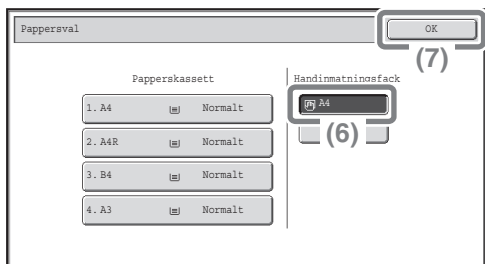 Pappersval
OK
(7)
Papperskassett
Handinmatningsfack
1. A4 Normalt
A4
(6)
2. A4R Normalt
3. B4 Normalt
4. A3 Normalt